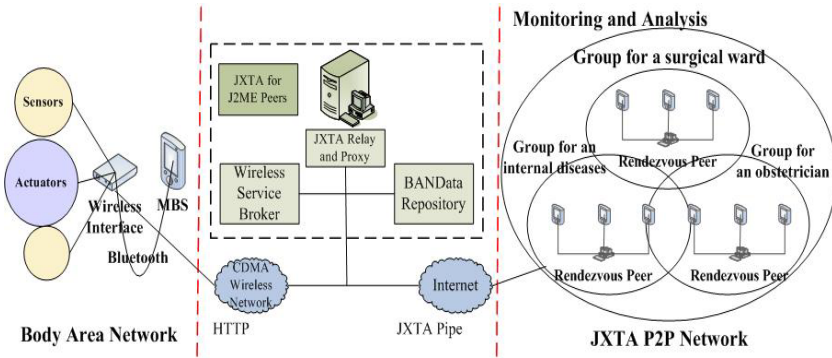 Monitoring and Analysis
Group for a surgical ward
Sensors
Actuators
Wireless
Interface
MBS
Bluetooth
Body Area Network
JXTA for
J2ME Peers
JXTA Relay
and Proxy
Wireless
Service
Broker
BANData
Repository
CDMA
Wireless
Network
Internet
HTTP
JXTA Pipe
Rendezvous Peer
Group for an
internal diseases
Group for
an obstetrician
Rendezvous Peer
Rendezvous Peer
JXTA P2P Network